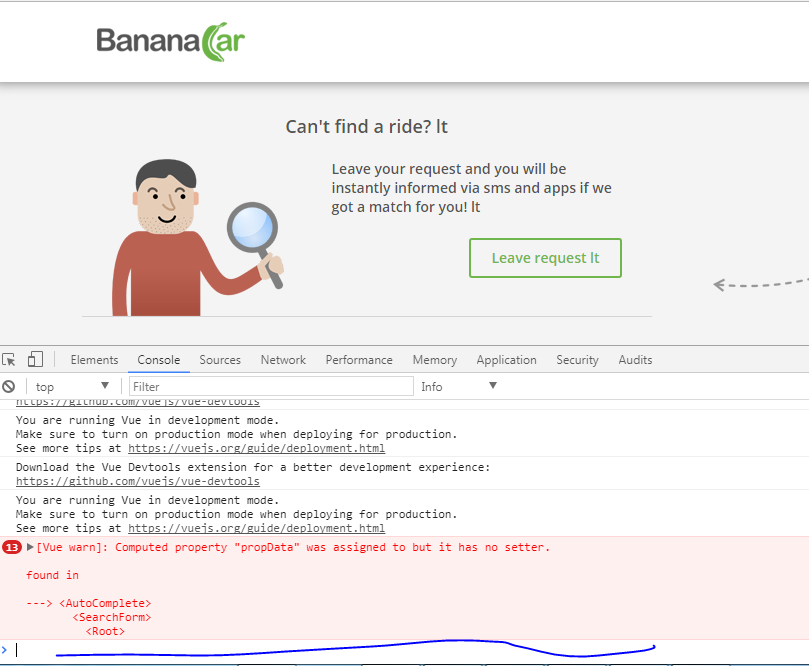 BananaCar
Can't find a ride? lt
Leave your request and you will be
instantly informed via sms and apps if we
got a match for you! lt
Leave request lt
Elements Console Sources Network Performance Memory Application Security Audits
top Filter Info
https://github.com/vuejs/vue-devtools
You are running Vue in development mode.
Make sure to turn on production mode when deploying for production.
See more tips at https://vuejs.org/guide/deployment.html
Download the Vue Devtools extension for a better development experience:
https://github.com/vuejs/vue-devtools
You are running Vue in development mode.
Make sure to turn on production mode when deploying for production.
See more tips at https://vuejs.org/guide/deployment.html
13 [Vue warn]: Computed property "propData" was assigned to but it has no setter.
found in
---> <AutoComplete>
<SearchForm>
<Root>